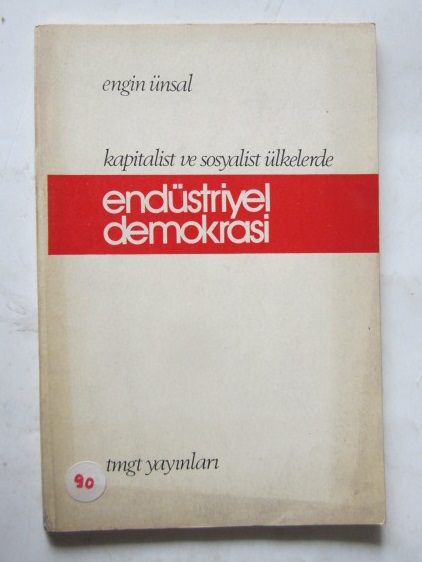 engin ünsal
kapitalist ve sosyalist ülkelerde
endüstriyel
demokrasi
tmgt yayınları
90